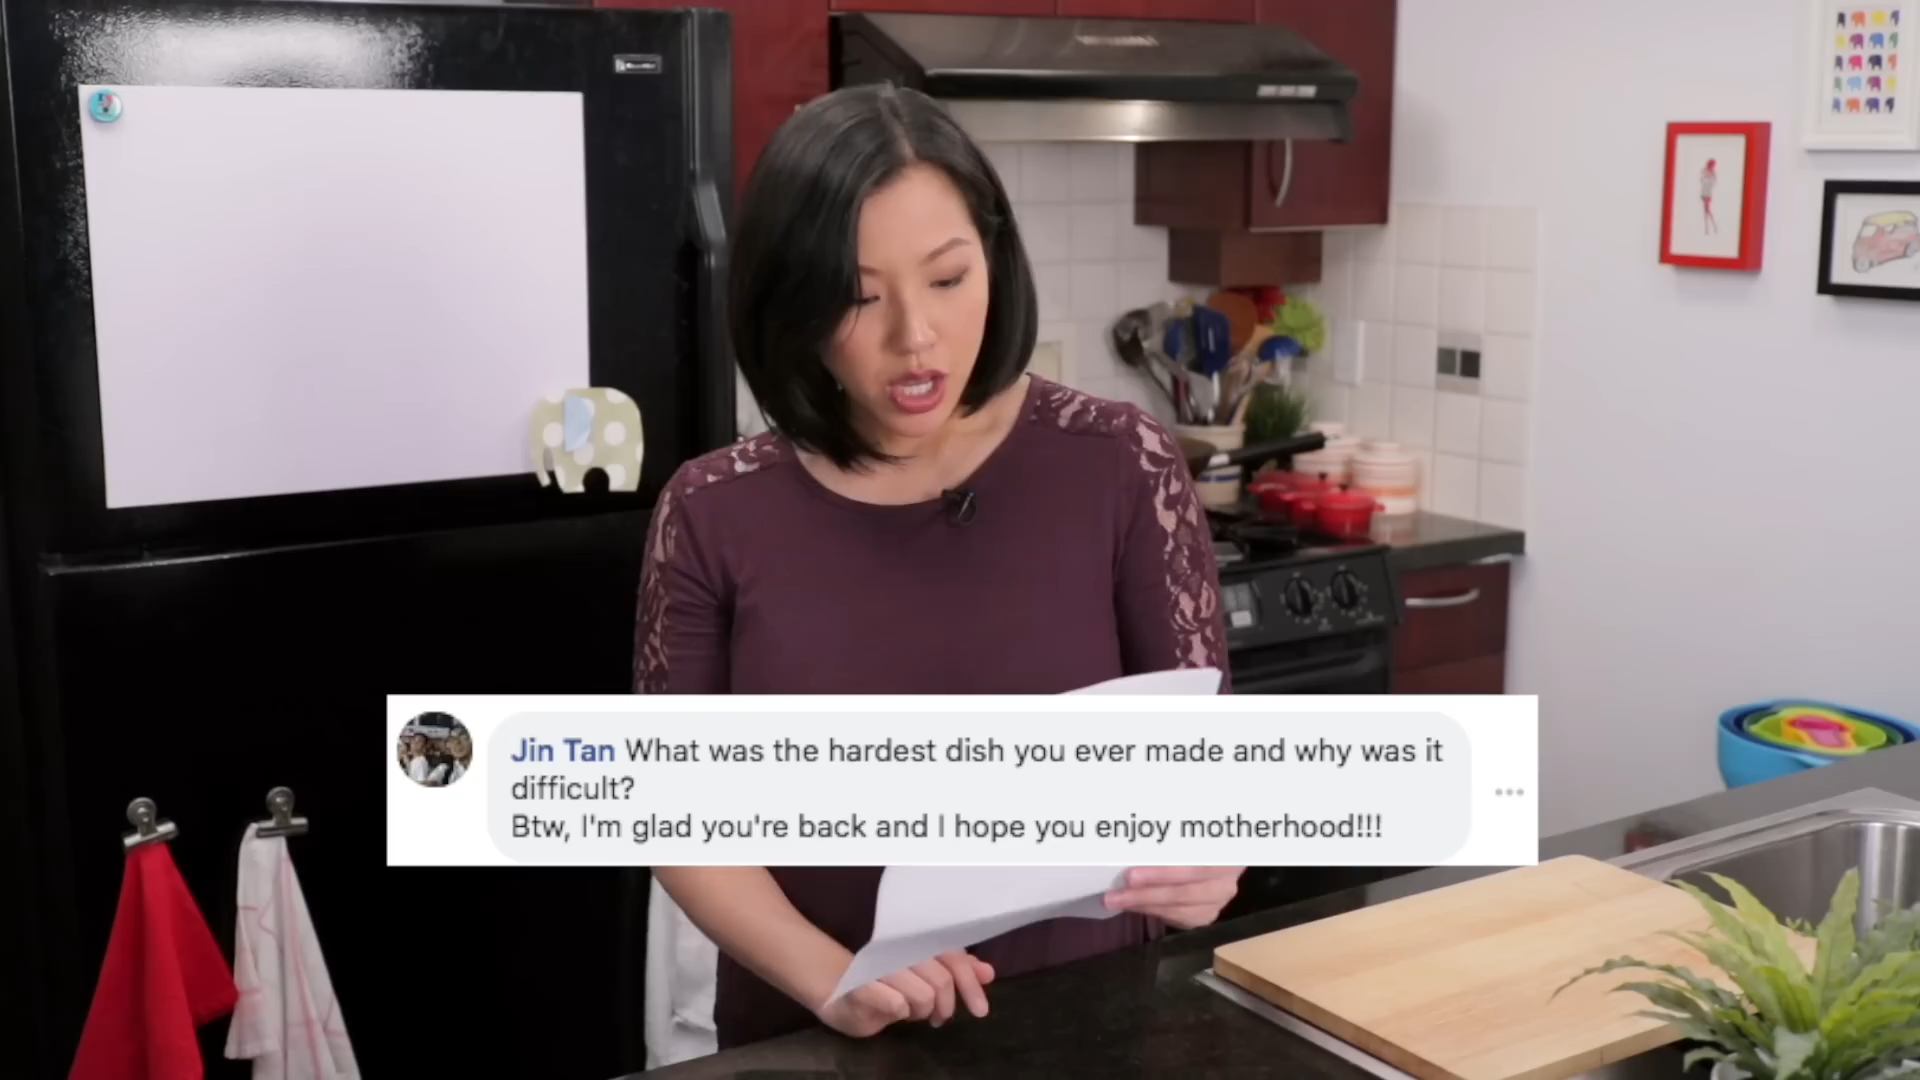 Jin Tan What was the hardest dish you ever made and why was it
difficult?
Btw, I'm glad you're back and I hope you enjoy motherhood!!!